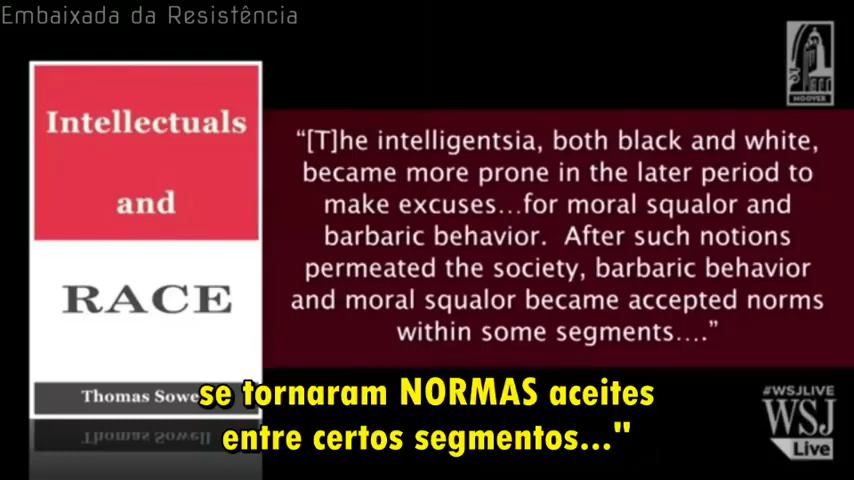 Embaixada da Resistência
HOOVER
Intellectuals
and
RACE
Thomas Sowe
Thomas Sowell
“[T]he intelligentsia, both black and white,
became more prone in the later period to
make excuses...for moral squalor and
barbaric behavior.  After such notions
permeated the society, barbaric behavior
and moral squalor became accepted norms
within some segments....”
se tornaram NORMAS aceites
entre certos segmentos..."
#WSJLIVE
WSJ
Live